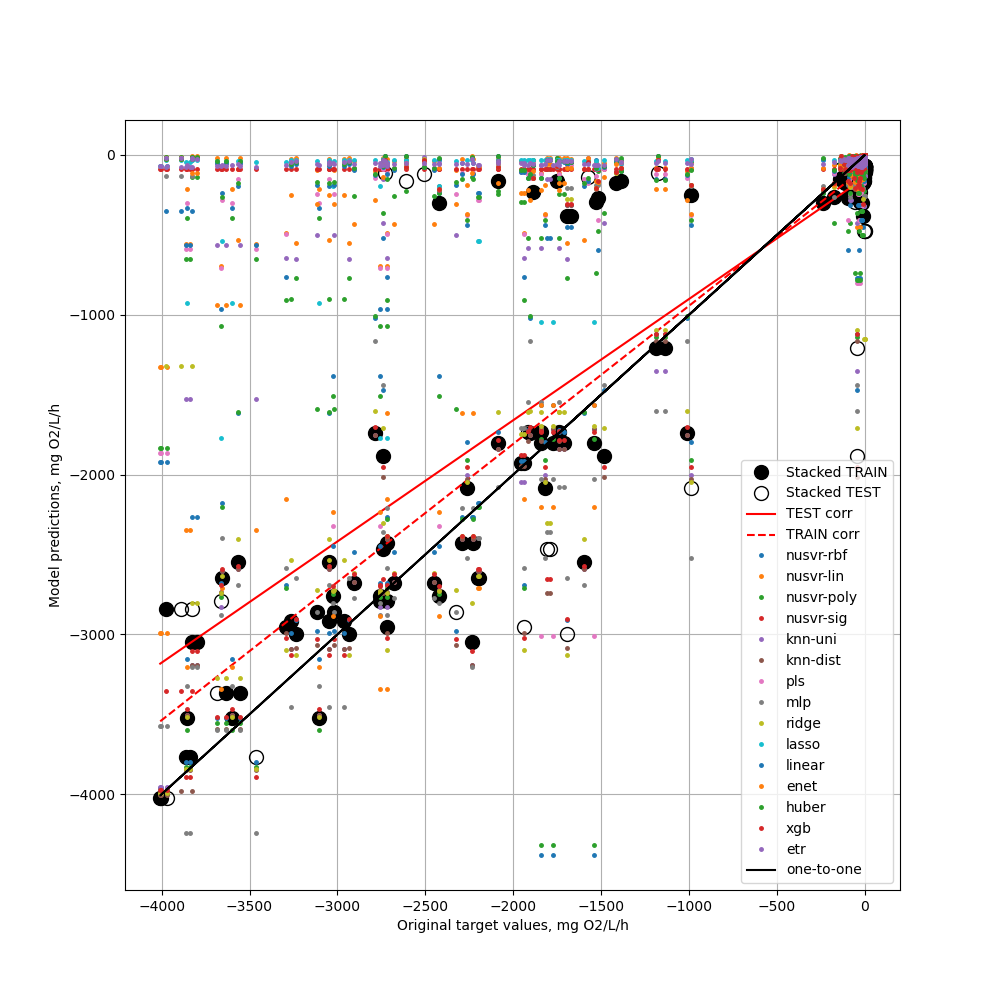 0
−1000
−2000
−3000
−4000
Model predictions, mg O2/L/h
−4000
−3500
−3000
−2500
−2000
−1500
−1000
−500
0
Original target values, mg O2/L/h
Stacked TRAIN
Stacked TEST
TEST corr
TRAIN corr
nusvr-rbf
nusvr-lin
nusvr-poly
nusvr-sig
knn-uni
knn-dist
pls
mlp
ridge
lasso
linear
enet
huber
xgb
etr
one-to-one